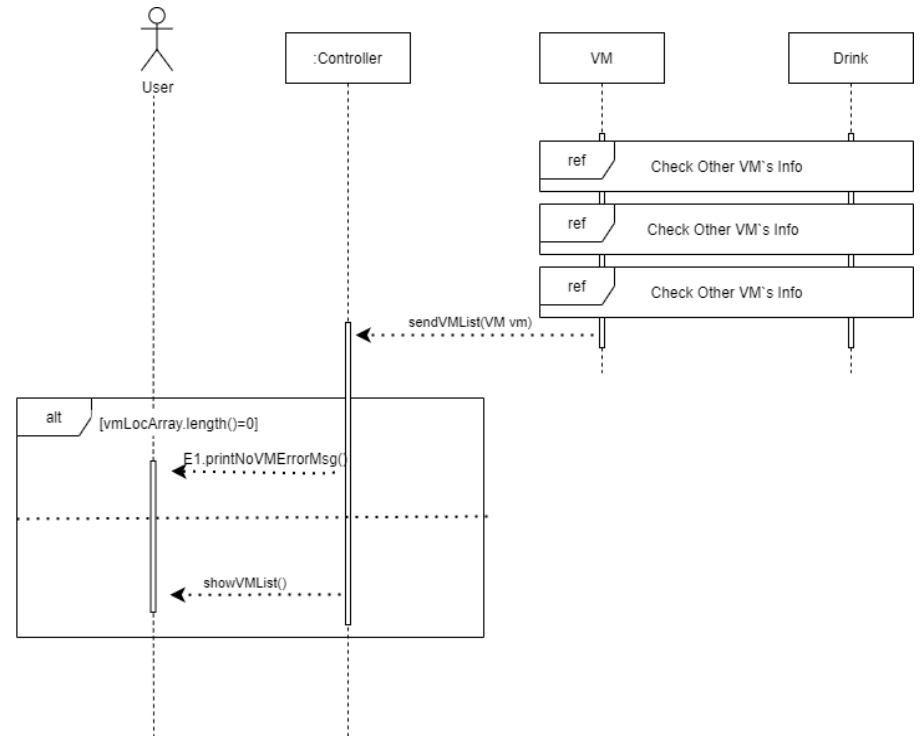 User
:Controller
VM
Drink
ref
Check Other VM`s Info
ref
Check Other VM`s Info
ref
Check Other VM`s Info
sendVMList(VM vm)
alt
[vmLocArray.length()=0]
E1.printNoVMErrorMsg()
showVMList()